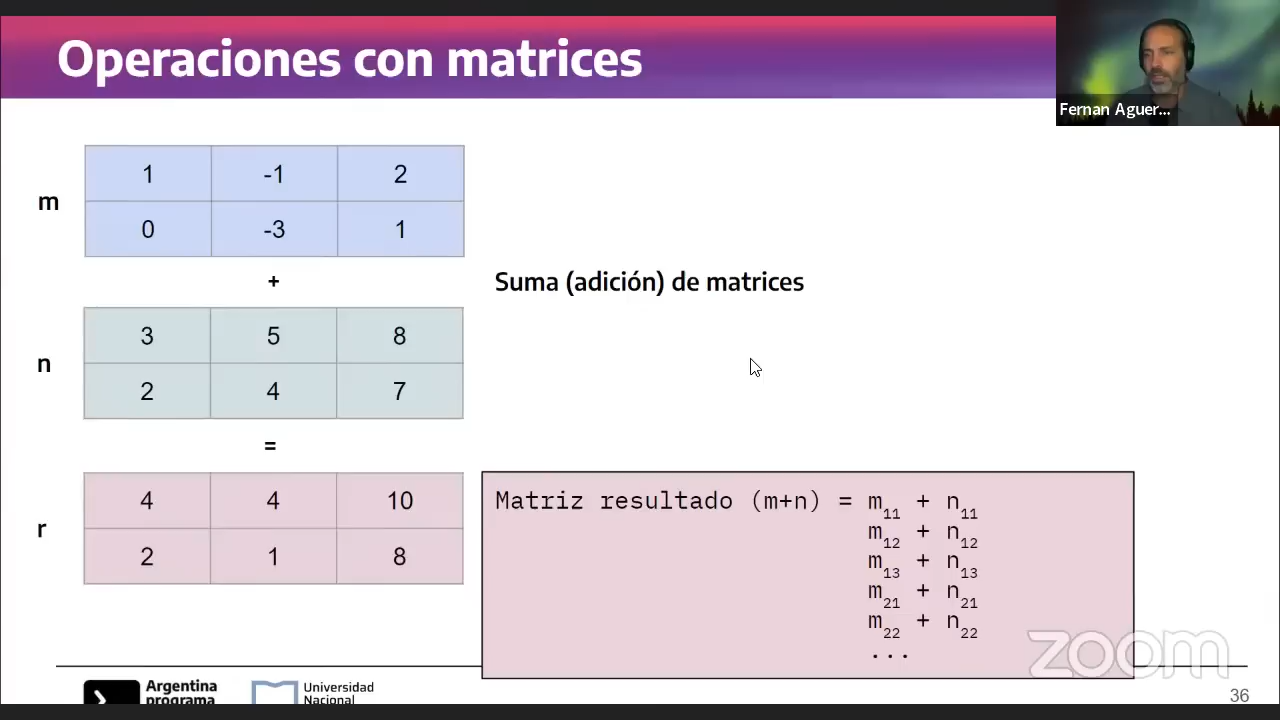 Operaciones con matrices
Fernan Aguer...
m
1 -1 2
0 -3 1
+
Suma (adición) de matrices
n
3 5 8
2 4 7
=
r
4 4 10
2 1 8
Matriz resultado (m+n) = m11 + n11
m12 + n12
m13 + n13
m21 + n21
m22 + n22
...
zoom
Argentina
programa
Universidad
Nacional
36